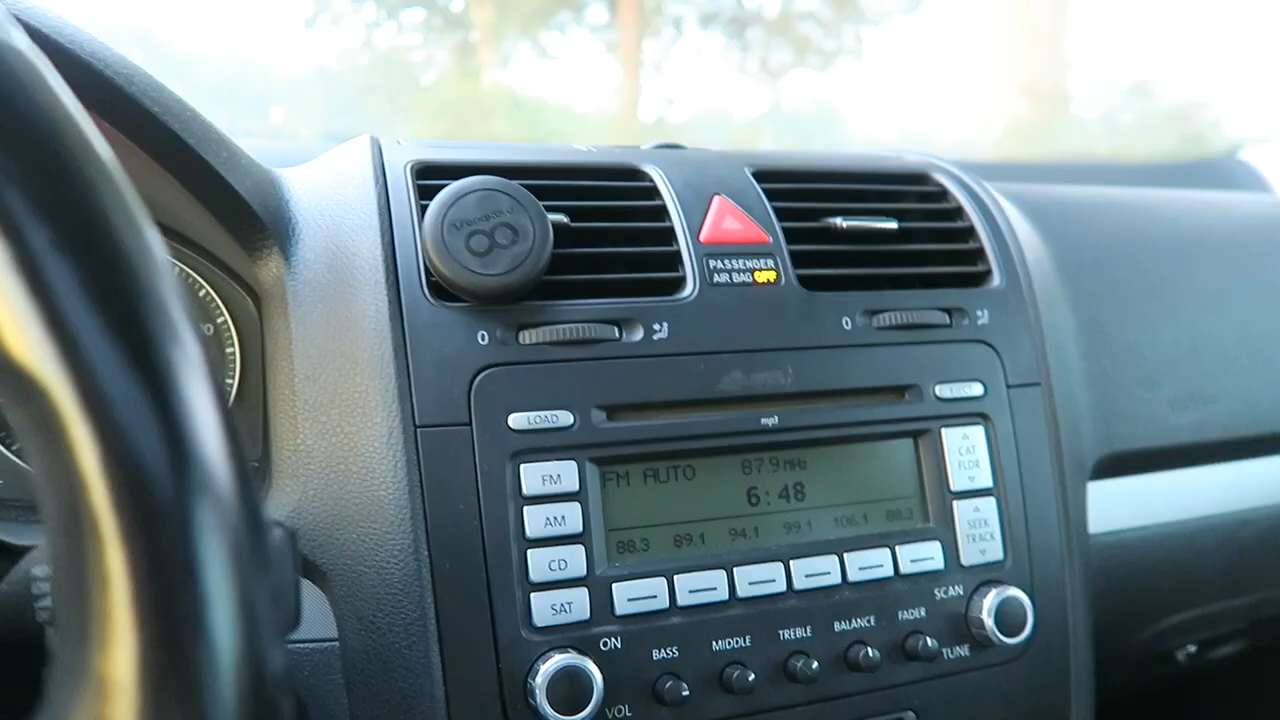 PASSENGER
AIR BAG OFF
0
0
LOAD
EJECT
mp3
FM
AM
CD
SAT
FM AUTO 87.9 MHz
6:48
88.3 89.1 94.1 99.1 106.1 88.3
CAT
FLDR
SEEK
TRACK
SCAN
ON
BASS
MIDDLE
TREBLE
BALANCE
FADER
TUNE
VOL